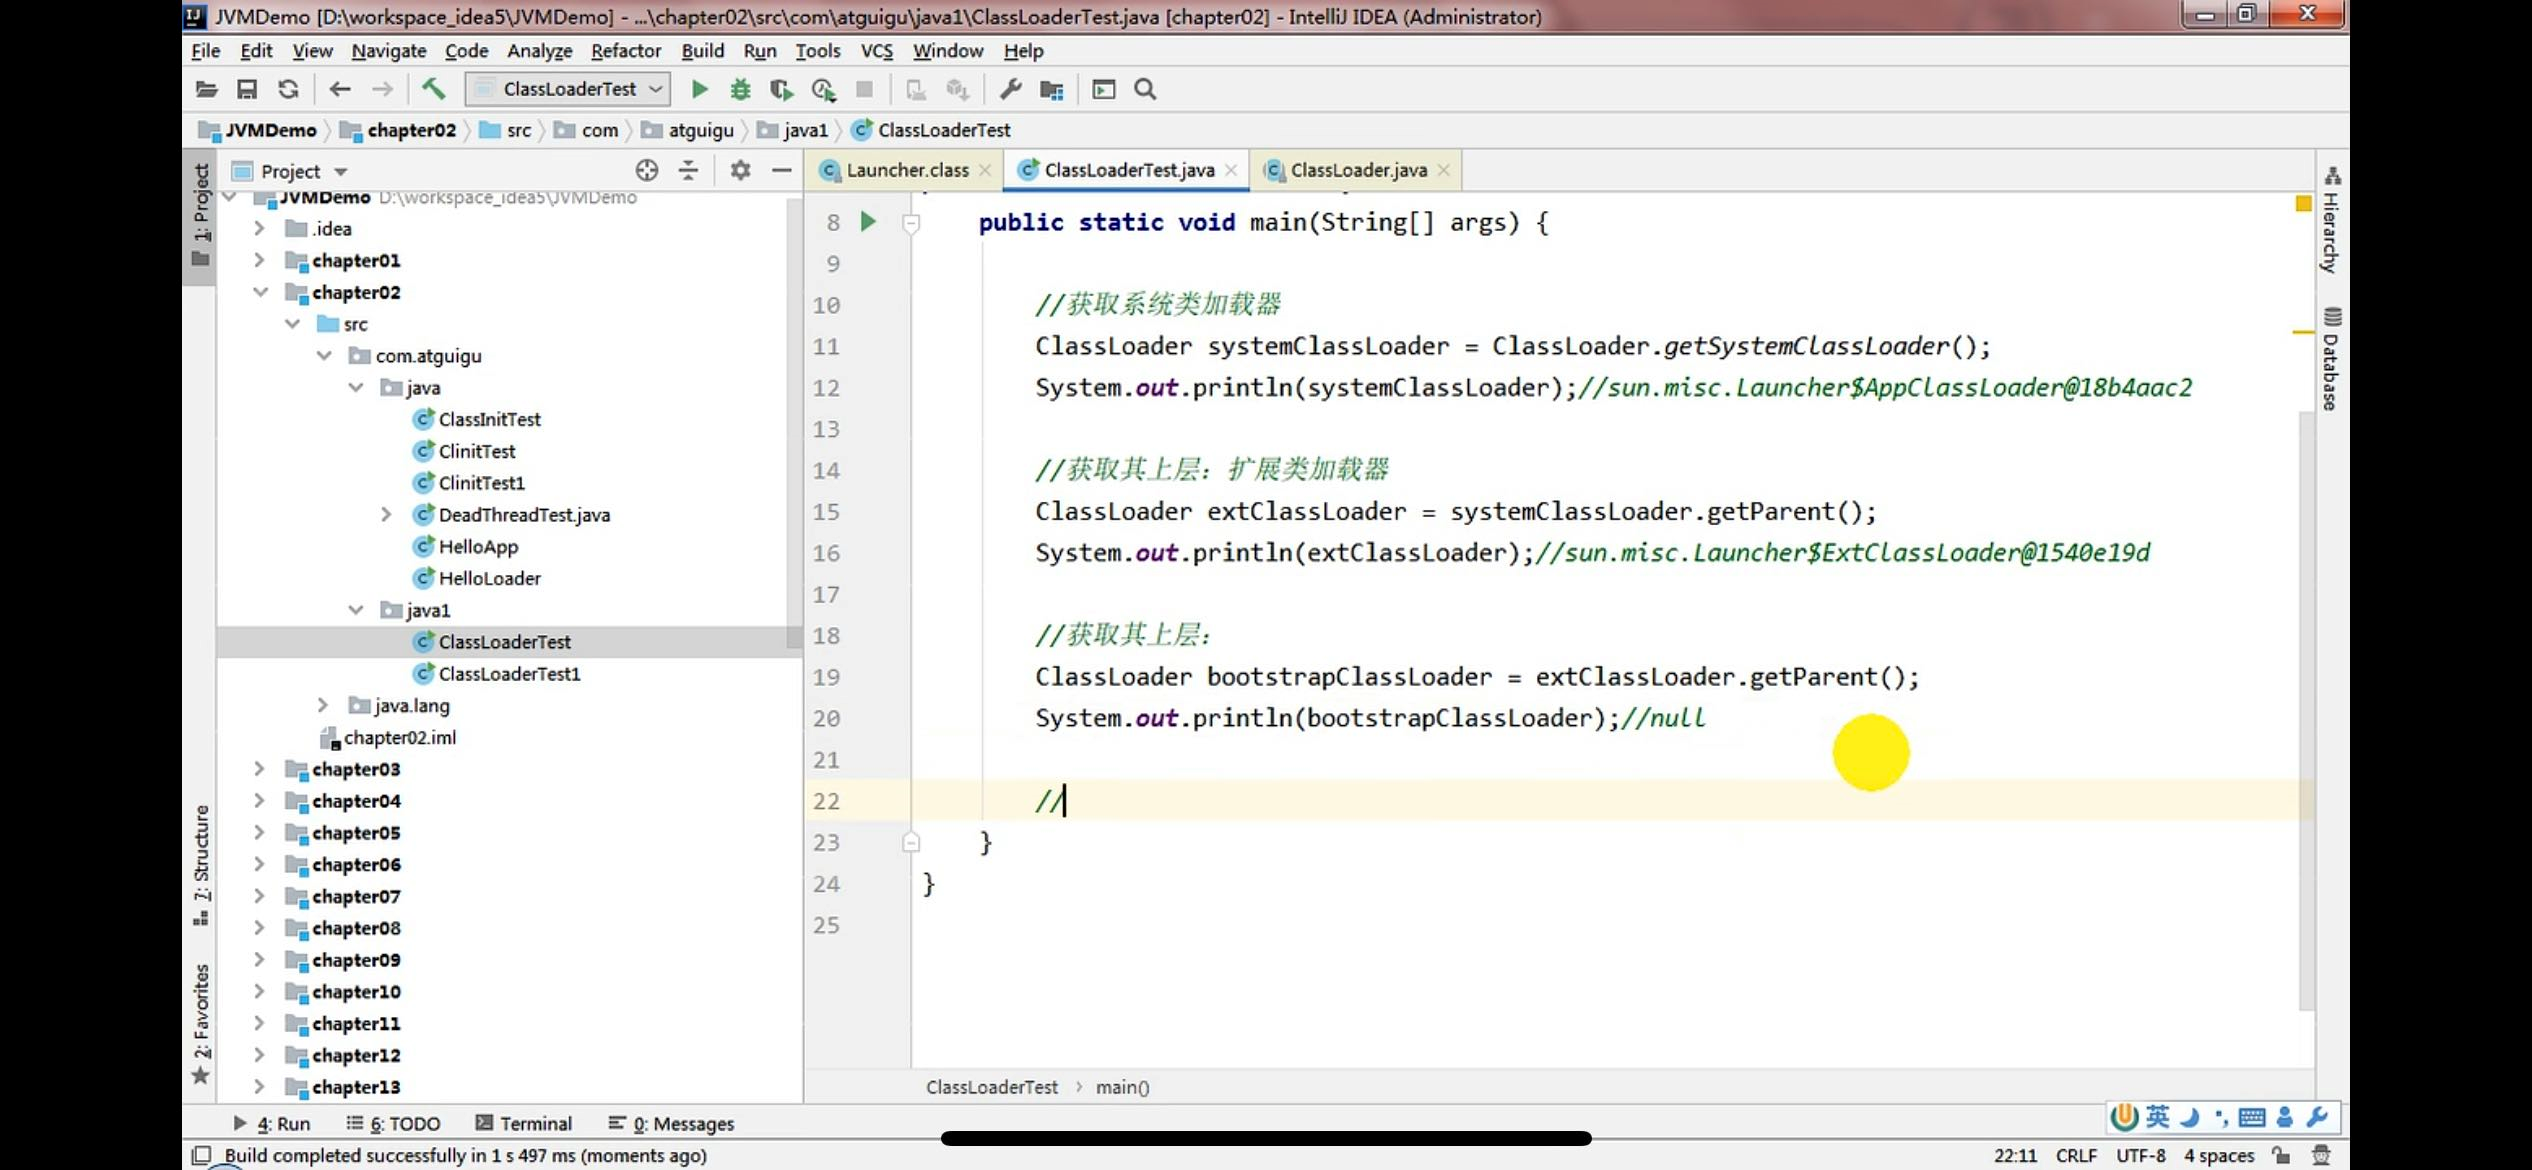 JVMDemo [D:\workspace_idea5\JVMDemo] - ...\chapter02\src\com\atguigu\java1\ClassLoaderTest.java [chapter02] - IntelliJ IDEA (Administrator)
File Edit View Navigate Code Analyze Refactor Build Run Tools VCS Window Help
ClassLoaderTest
JVMDemo chapter02 src com atguigu java1 ClassLoaderTest
Project
Launcher.class ClassLoaderTest.java ClassLoader.java
1: Project
7: Structure
2: Favorites
JVMDemo D:\workspace_idea5\JVMDemo
.idea
chapter01
chapter02
src
com.atguigu
java
ClassInitTest
ClinitTest
ClinitTest1
DeadThreadTest.java
HelloApp
HelloLoader
java1
ClassLoaderTest
ClassLoaderTest1
java.lang
chapter02.iml
chapter03
chapter04
chapter05
chapter06
chapter07
chapter08
chapter09
chapter10
chapter11
chapter12
chapter13
8 public static void main(String[] args) {
9
10 //获取系统类加载器
11 ClassLoader systemClassLoader = ClassLoader.getSystemClassLoader();
12 System.out.println(systemClassLoader);//sun.misc.Launcher$AppClassLoader@18b4aac2
13
14 //获取其上层：扩展类加载器
15 ClassLoader extClassLoader = systemClassLoader.getParent();
16 System.out.println(extClassLoader);//sun.misc.Launcher$ExtClassLoader@1540e19d
17
18 //获取其上层：
19 ClassLoader bootstrapClassLoader = extClassLoader.getParent();
20 System.out.println(bootstrapClassLoader);//null
21
22 //
23 }
24 }
25
Hierarchy
Database
ClassLoaderTest main()
4: Run 6: TODO Terminal 0: Messages
英
Build completed successfully in 1 s 497 ms (moments ago)
22:11 CRLF UTF-8 4 spaces